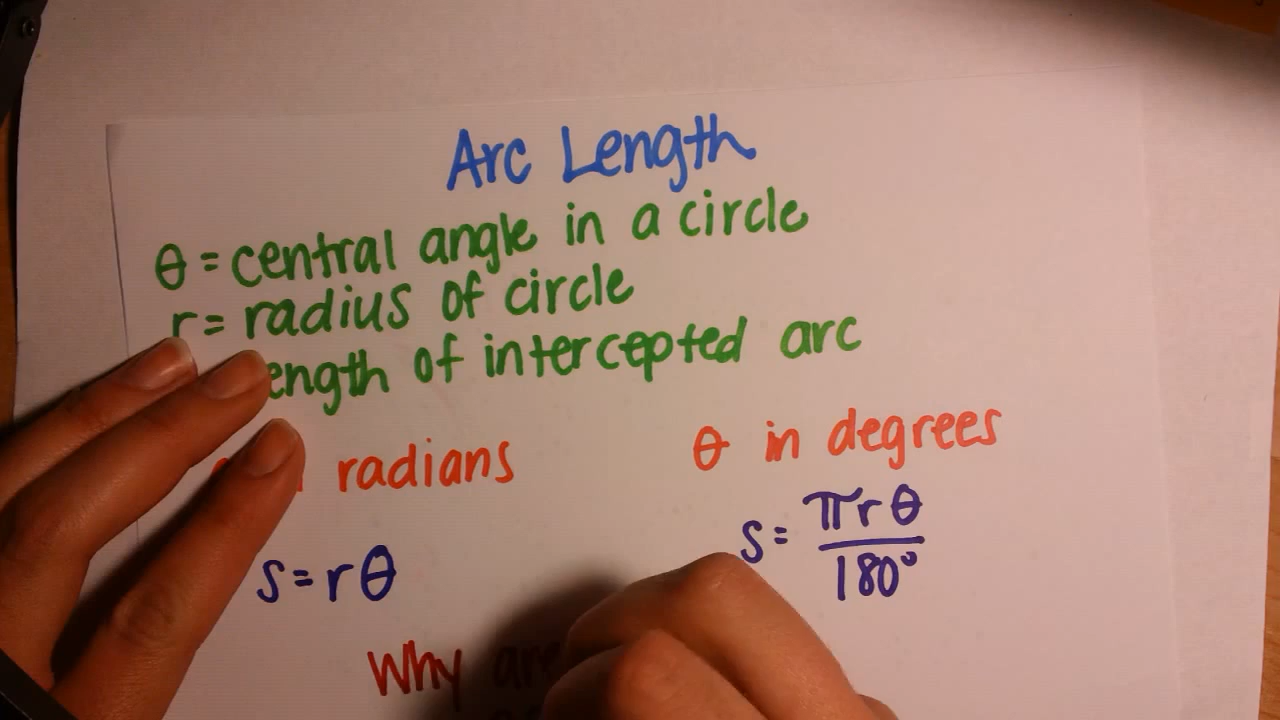 Arc Length
θ = central angle in a circle
r = radius of circle
ength of intercepted arc
radians
θ in degrees
s = rθ
s = πrθ / 180°
Why are